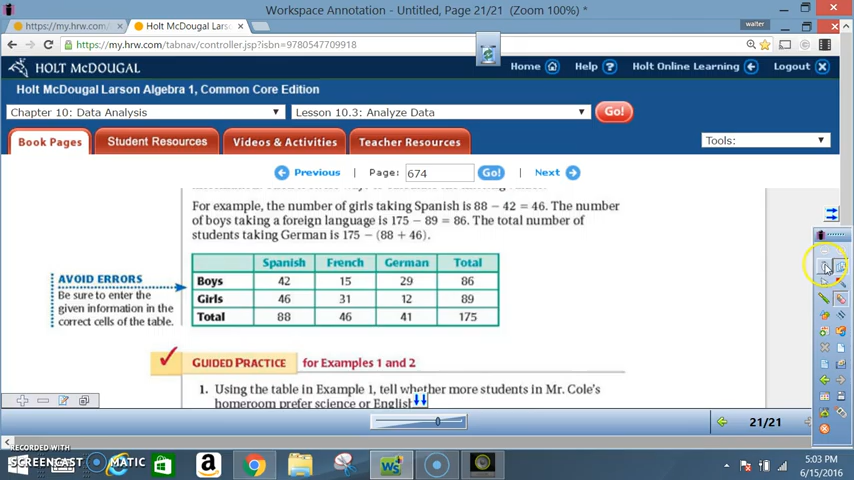 Workspace Annotation - Untitled, Page 21/21 (Zoom 100%) *
https://my.hrw.com/tabnav/
Holt McDougal Larson
walter
https://my.hrw.com/tabnav/controller.jsp?isbn=9780547709918
HOLT MCDOUGAL
Home
Help
Holt Online Learning
Logout
Holt McDougal Larson Algebra 1, Common Core Edition
Chapter 10: Data Analysis
Lesson 10.3: Analyze Data
Go!
Book Pages
Student Resources
Videos & Activities
Teacher Resources
Tools:
Previous | Page: 674 Go! | Next
For example, the number of girls taking Spanish is 88 − 42 = 46. The number
of boys taking a foreign language is 175 − 89 = 86. The total number of
students taking German is 175 − (88 + 46).
Spanish French German Total
Boys 42 15 29 86
Girls 46 31 12 89
Total 88 46 41 175
AVOID ERRORS
Be sure to enter the
given information in the
correct cells of the table.
GUIDED PRACTICE for Examples 1 and 2
1. Using the table in Example 1, tell whether more students in Mr. Cole's
homeroom prefer science or English
21/21
RECORDED WITH
SCREENCAST MATIC
5:03 PM
6/15/2016